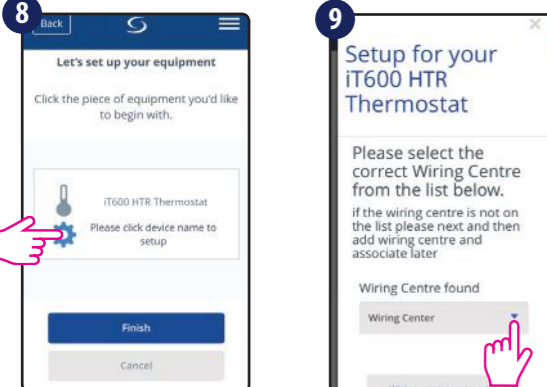 8
Back
Let's set up your equipment
Click the piece of equipment you'd like
to begin with.
iT600 HTR Thermostat
Please click device name to
setup
Finish
Cancel
9
Setup for your
iT600 HTR
Thermostat
Please select the
correct Wiring Centre
from the list below.
if the wiring centre is not on
the list please next and then
add wiring centre and
associate later
Wiring Centre found
Wiring Center